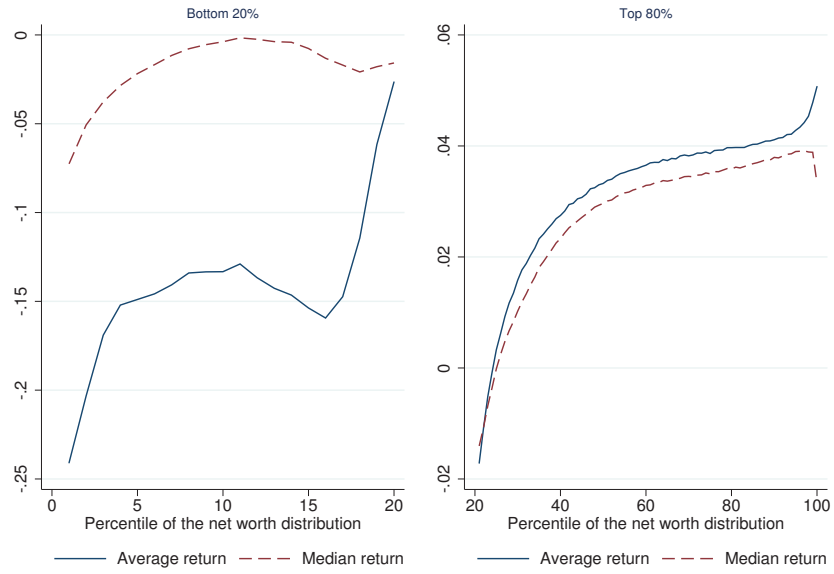 Bottom 20%
0
-.05
-.1
-.15
-.2
-.25
0 5 10 15 20
Percentile of the net worth distribution
Average return Median return
Top 80%
.06
.04
.02
0
-.02
20 40 60 80 100
Percentile of the net worth distribution
Average return Median return